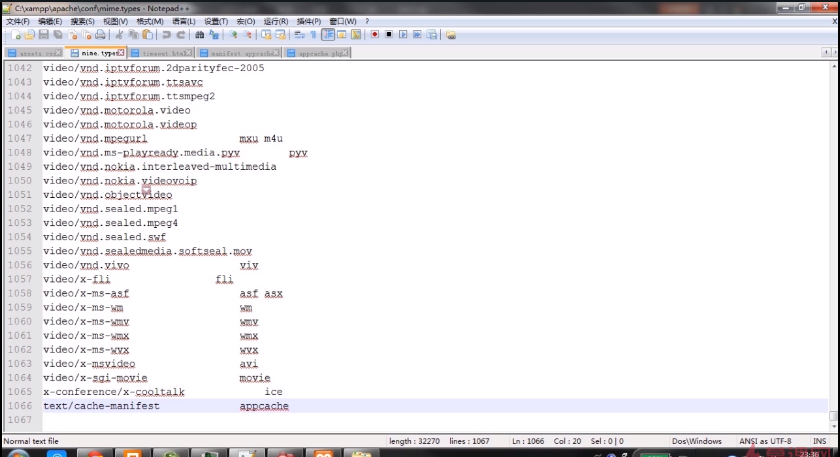 C:\xampp\apache\conf\mime.types - Notepad++
文件(F) 编辑(E) 搜索(S) 视图(V) 格式(M) 语言(L) 设置(T) 宏(O) 运行(R) 插件(P) 窗口(W) ?
mime.types timeout.html manifest.appcache appcache.php
1042 video/vnd.iptvforum.2dparityfec-2005
1043 video/vnd.iptvforum.ttsavc
1044 video/vnd.iptvforum.ttsmpeg2
1045 video/vnd.motorola.video
1046 video/vnd.motorola.videop
1047 video/vnd.mpegurl mxu m4u
1048 video/vnd.ms-playready.media.pyv pyv
1049 video/vnd.nokia.interleaved-multimedia
1050 video/vnd.nokia.videovoip
1051 video/vnd.objectvideo
1052 video/vnd.sealed.mpeg1
1053 video/vnd.sealed.mpeg4
1054 video/vnd.sealed.swf
1055 video/vnd.sealedmedia.softseal.mov
1056 video/vnd.vivo viv
1057 video/x-fli fli
1058 video/x-ms-asf asf asx
1059 video/x-ms-wm wm
1060 video/x-ms-wmv wmv
1061 video/x-ms-wmx wmx
1062 video/x-ms-wvx wvx
1063 video/x-msvideo avi
1064 video/x-sgi-movie movie
1065 x-conference/x-cooltalk ice
1066 text/cache-manifest appcache
1067
Normal text file length : 32270 lines : 1067 Ln : 1066 Col : 20 Sel : 0 | 0 Dos\Windows ANSI as UTF-8 INS
23:36